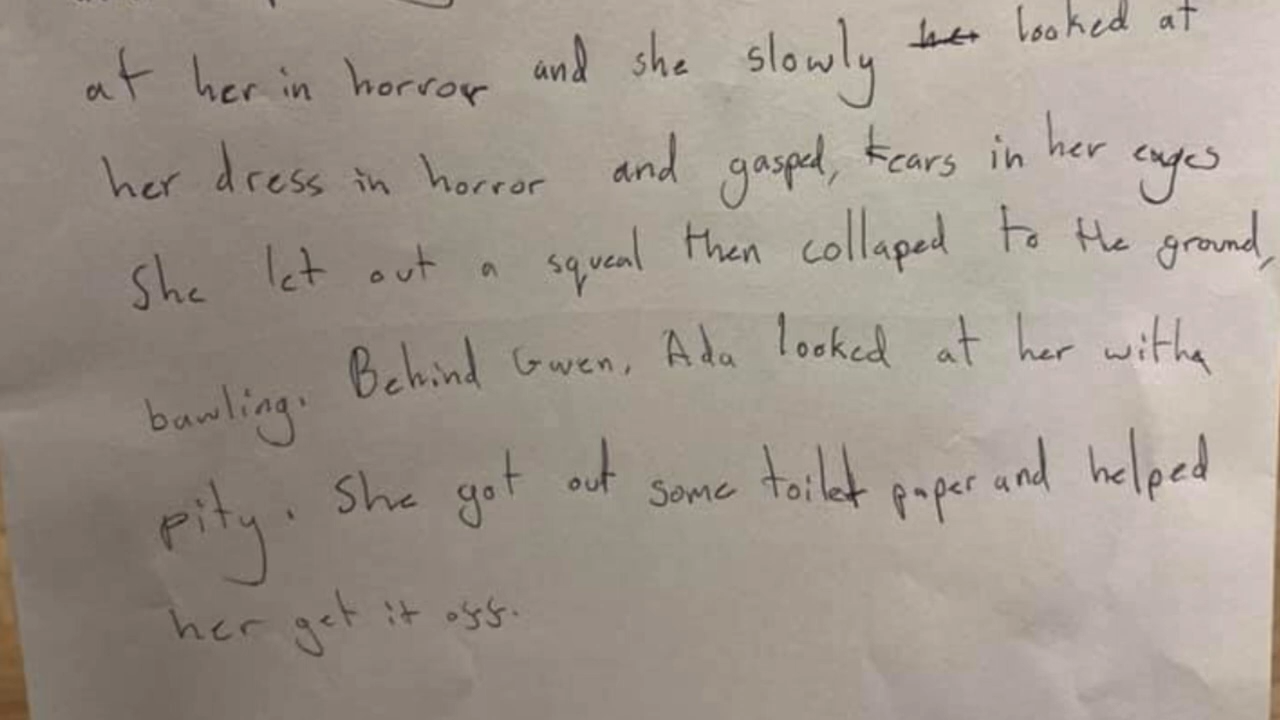 at her in horror and she slowly her looked at
her dress in horror and gasped, tears in her eyes
She let out a squeal then collaped to the ground,
bawling. Behind Gwen, Ada looked at her with
pity. She got out some toilet paper and helped
her get it off.